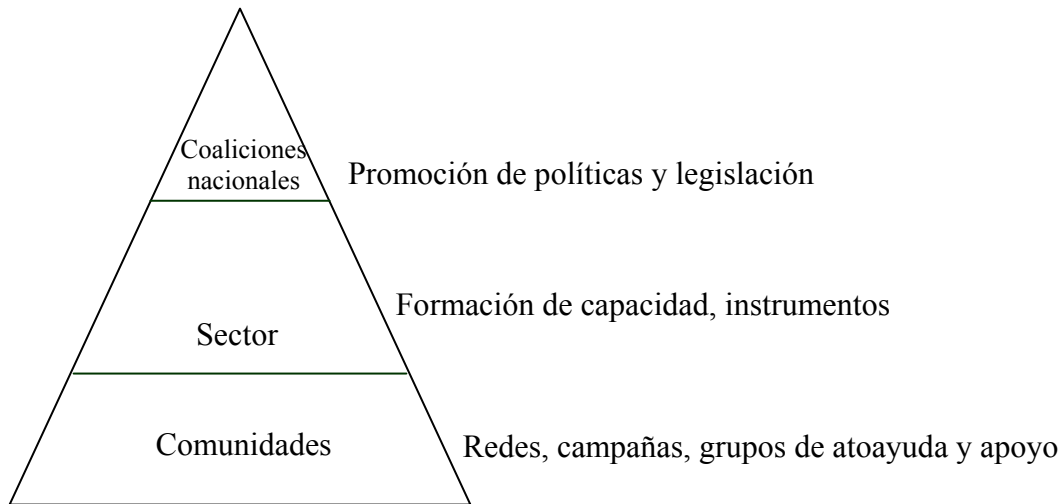 Coaliciones
nacionales
Promoción de políticas y legislación
Formación de capacidad, instrumentos
Sector
Comunidades
Redes, campañas, grupos de atoayuda y apoyo